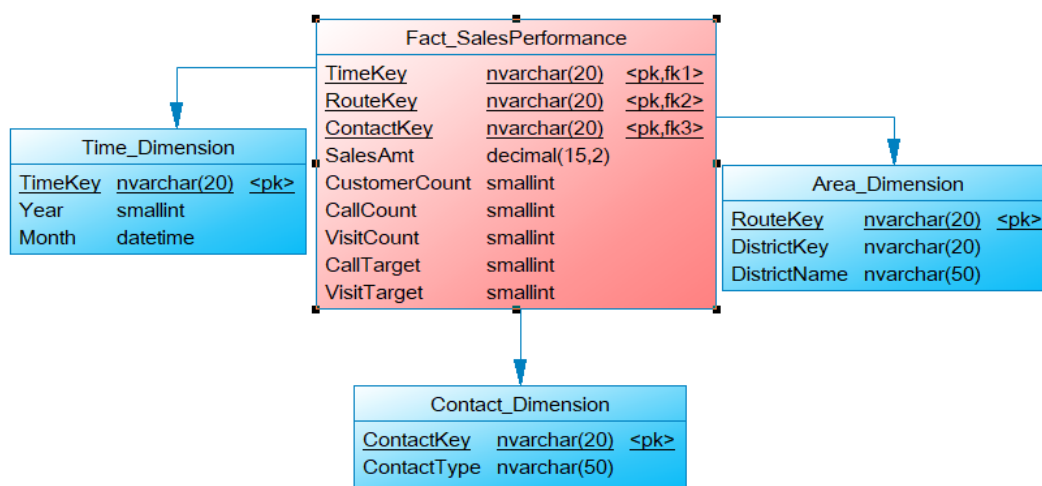 Fact_SalesPerformance
TimeKey nvarchar(20) <pk,fk1>
RouteKey nvarchar(20) <pk,fk2>
ContactKey nvarchar(20) <pk,fk3>
SalesAmt decimal(15,2)
CustomerCount smallint
CallCount smallint
VisitCount smallint
CallTarget smallint
VisitTarget smallint
Time_Dimension
TimeKey nvarchar(20) <pk>
Year smallint
Month datetime
Area_Dimension
RouteKey nvarchar(20) <pk>
DistrictKey nvarchar(20)
DistrictName nvarchar(50)
Contact_Dimension
ContactKey nvarchar(20) <pk>
ContactType nvarchar(50)